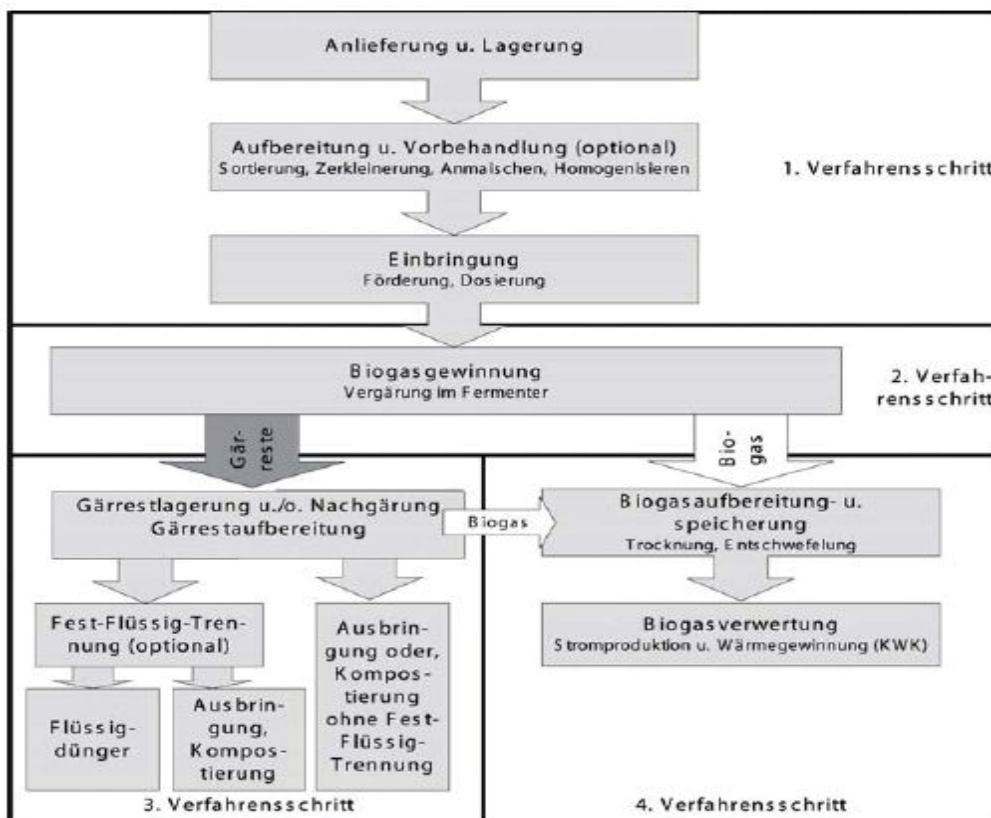 Anlieferung u. Lagerung
Aufbereitung u. Vorbehandlung (optional)
Sortierung, Zerkleinerung, Anmaischen, Homogenisieren
1. Verfahrensschritt
Einbringung
Förderung, Dosierung
Biogasgewinnung
Vergärung im Fermenter
2. Verfah-
rensschritt
Gär-
reste
Bio-
gas
Gärrestlagerung u./o. Nachgärung
Gärrestaufbereitung
Biogas
Biogasaufbereitung- u.
speicherung
Trocknung, Entschwefelung
Fest-Flüssig-Tren-
nung (optional)
Flüssig-
dünger
Ausbrin-
gung,
Kompos-
tierung
Ausbrin-
gung oder,
Kompos-
tierung
ohne Fest-
Flüssig-
Trennung
Biogasverwertung
Stromproduktion u. Wärmegewinnung (KWK)
3. Verfahrensschritt
4. Verfahrensschritt